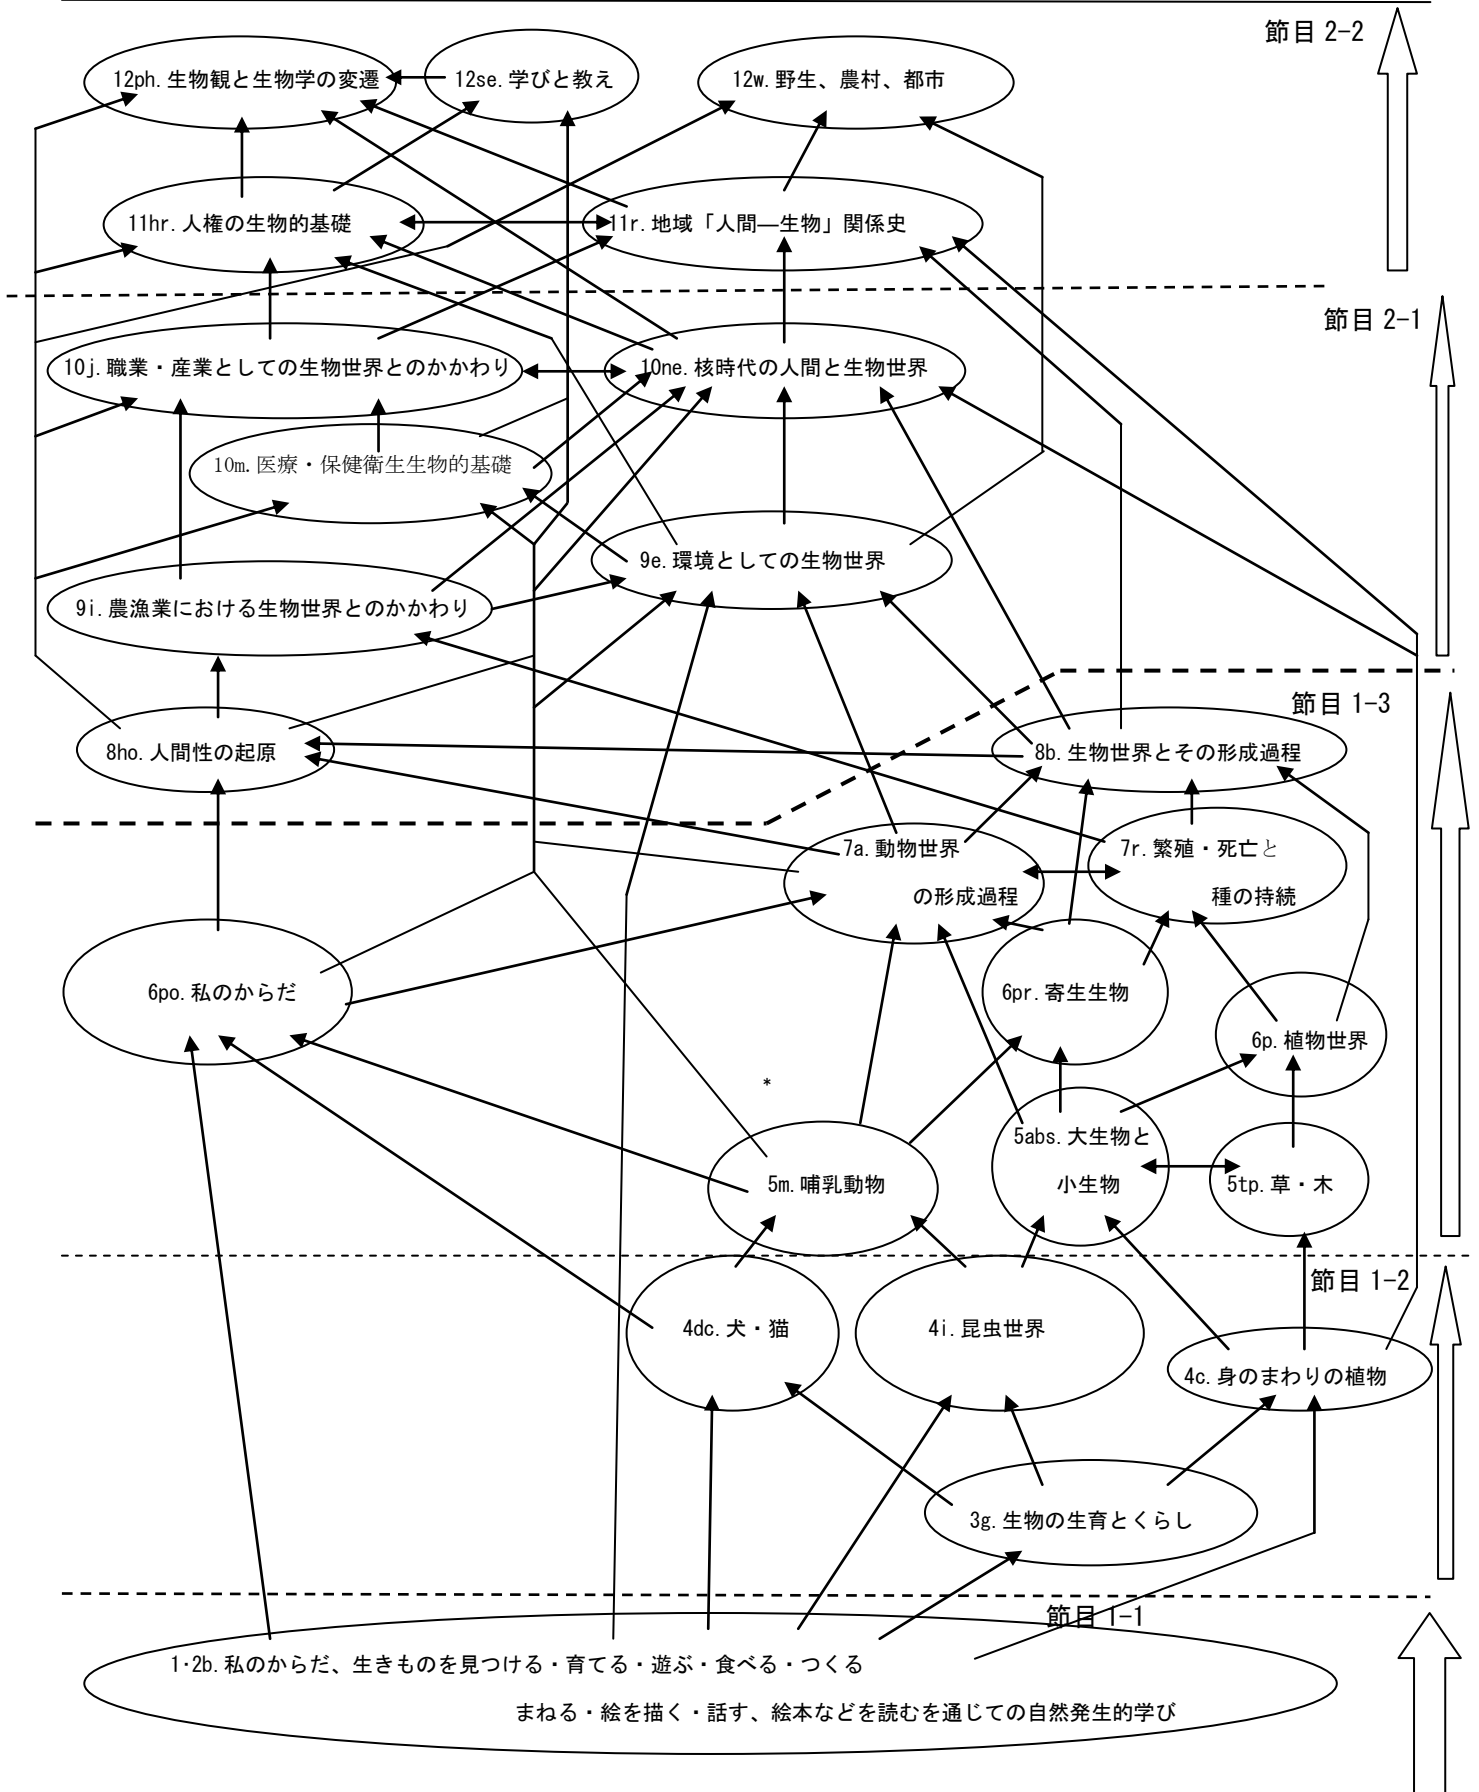 節目 2-2
12ph.生物観と生物学の変遷
12se.学びと教え
12w.野生、農村、都市
11hr.人権の生物的基礎
11r.地域「人間―生物」関係史
節目 2-1
10j.職業・産業としての生物世界とのかかわり
10ne.核時代の人間と生物世界
10m.医療・保健衛生生物的基礎
9e.環境としての生物世界
9i.農漁業における生物世界とのかかわり
節目 1-3
8ho.人間性の起原
8b.生物世界とその形成過程
7a.動物世界
の形成過程
7r.繁殖・死亡と
種の持続
6po.私のからだ
6pr.寄生生物
6p.植物世界
*
5m.哺乳動物
5abs.大生物と
小生物
5tp.草・木
節目 1-2
4dc.犬・猫
4i.昆虫世界
4c.身のまわりの植物
3g.生物の生育とくらし
節目 1-1
1・2b.私のからだ、生きものを見つける・育てる・遊ぶ・食べる・つくる
まねる・絵を描く・話す、絵本などを読むを通じての自然発生的学び